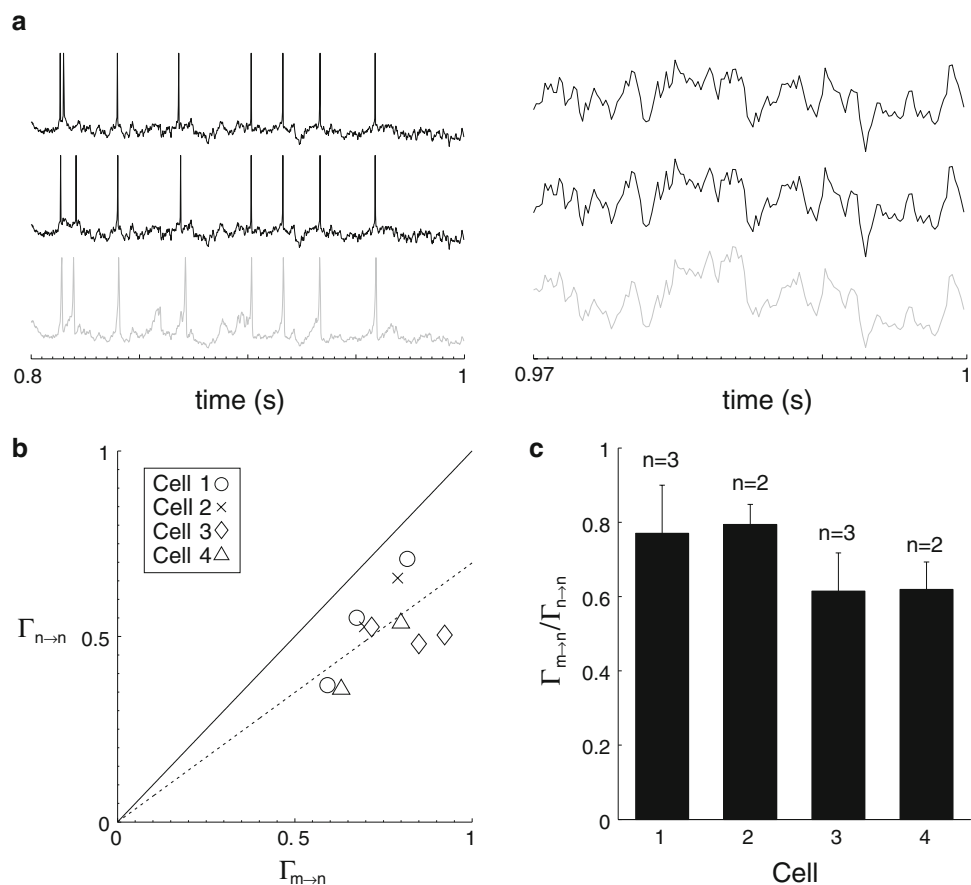 a
0.8 1
time (s)
0.97 1
time (s)
b
1
0.5
0
Γn→n
Cell 1
Cell 2
Cell 3
Cell 4
0 0.5 1
Γm→n
c
1
0.8
0.6
0.4
0.2
0
Γm→n/Γn→n
n=3
n=2
n=3
n=2
1 2 3 4
Cell